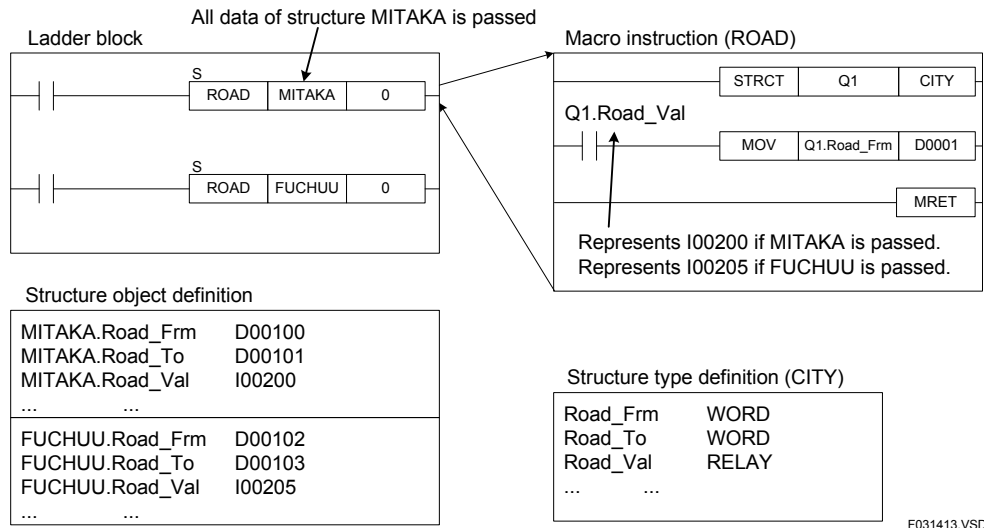 All data of structure MITAKA is passed
Ladder block
S
ROAD MITAKA 0
S
ROAD FUCHUU 0
Macro instruction (ROAD)
STRCT Q1 CITY
Q1.Road_Val
MOV Q1.Road_Frm D0001
MRET
Represents I00200 if MITAKA is passed.
Represents I00205 if FUCHUU is passed.
Structure object definition
MITAKA.Road_Frm D00100
MITAKA.Road_To D00101
MITAKA.Road_Val I00200
... ...
FUCHUU.Road_Frm D00102
FUCHUU.Road_To D00103
FUCHUU.Road_Val I00205
... ...
Structure type definition (CITY)
Road_Frm WORD
Road_To WORD
Road_Val RELAY
... ...
F031413.VSD